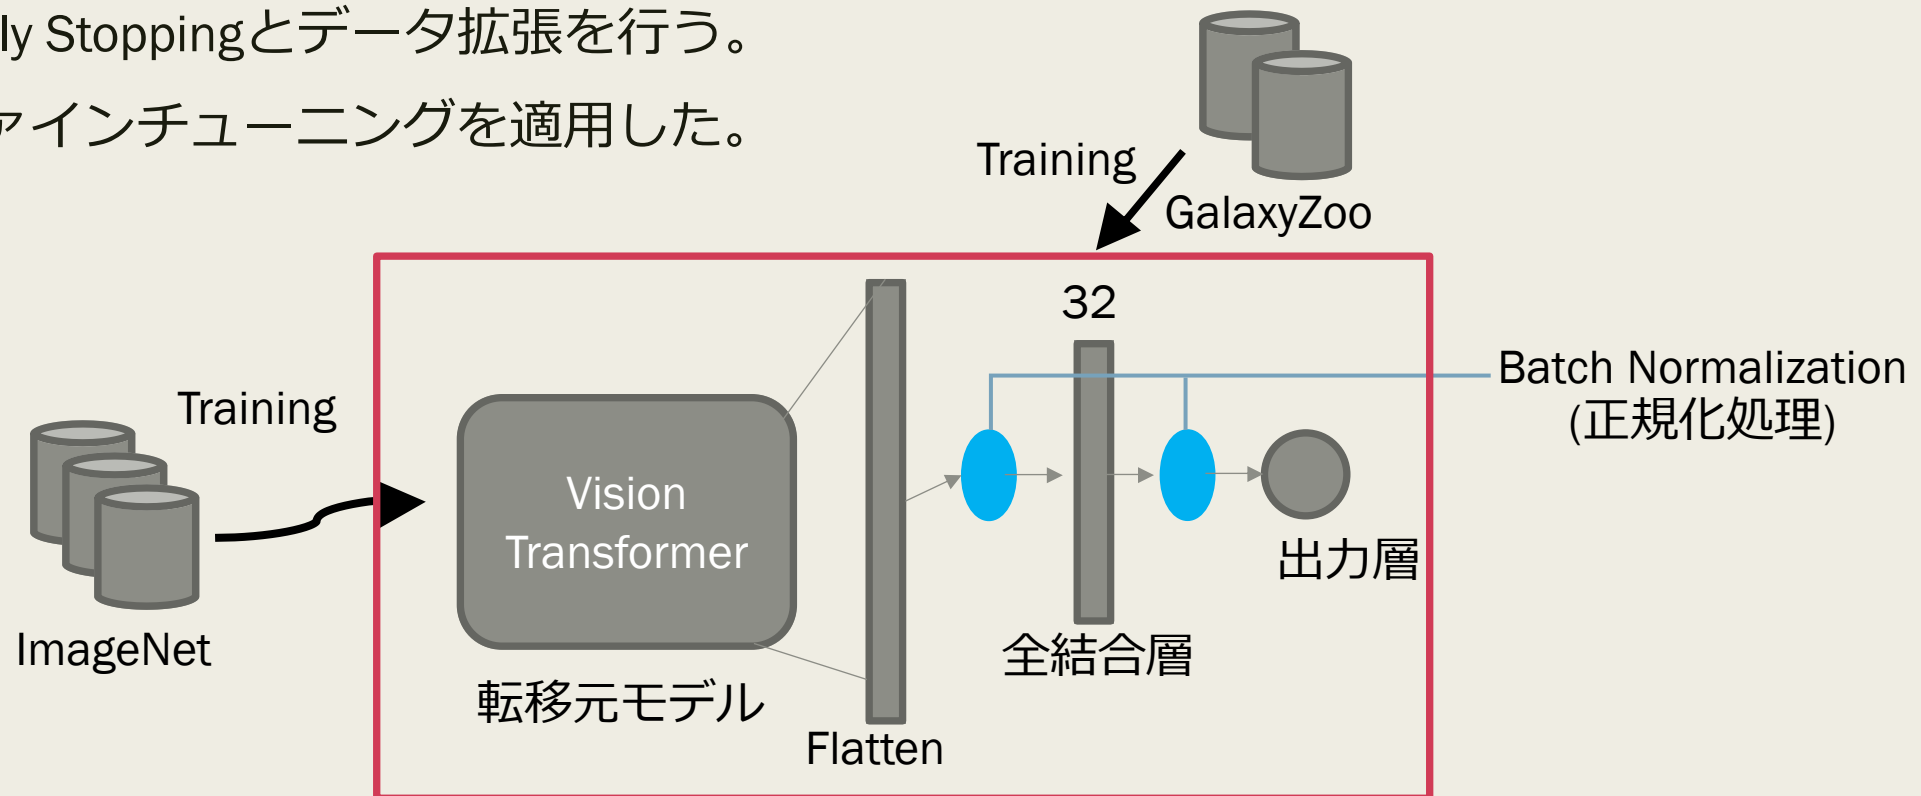 ly Stoppingとデータ拡張を行う。
ァインチューニングを適用した。
Training
GalaxyZoo
32
Batch Normalization
(正規化処理)
Training
Vision
Transformer
出力層
ImageNet
全結合層
転移元モデル
Flatten